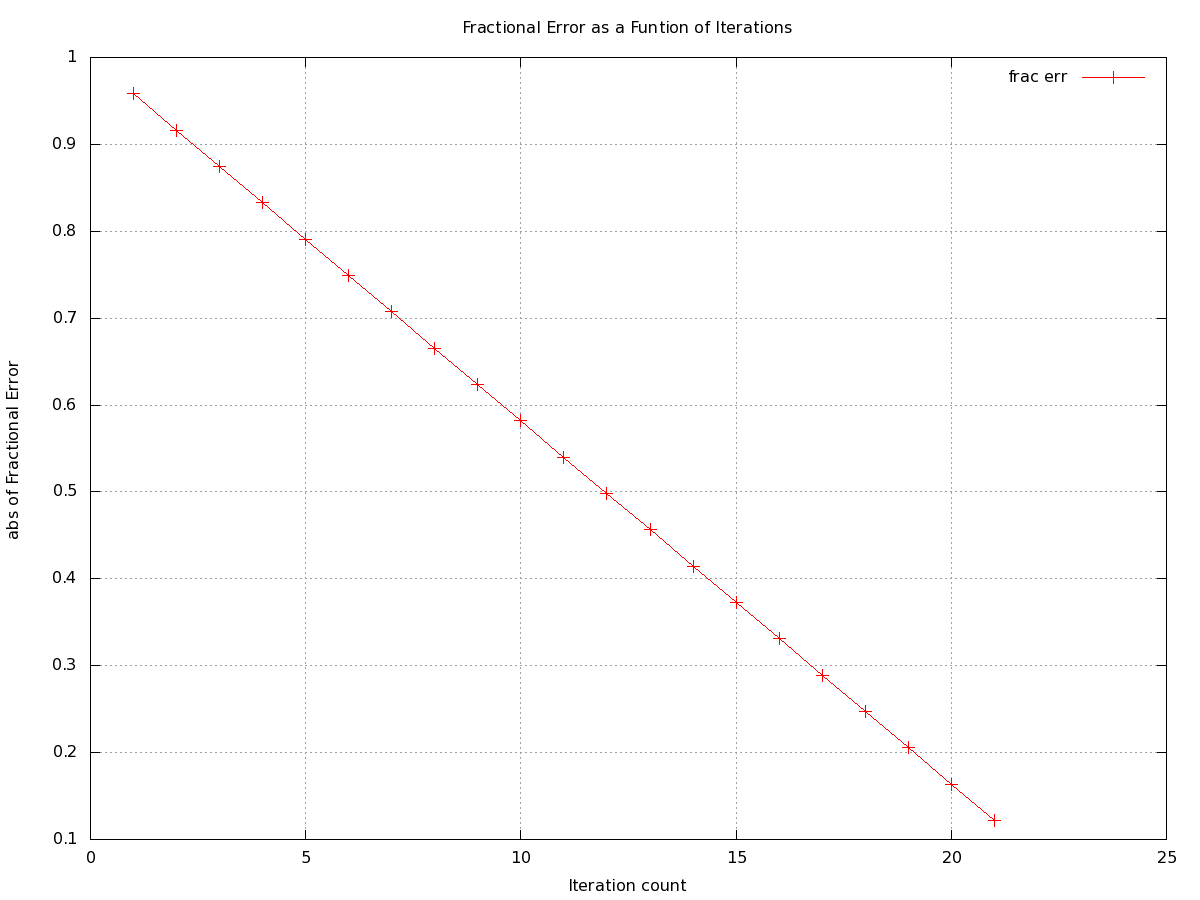 Fractional Error as a Funtion of Iterations
frac err
1
0.9
0.8
0.7
0.6
0.5
0.4
0.3
0.2
0.1
abs of Fractional Error
0 5 10 15 20 25
Iteration count